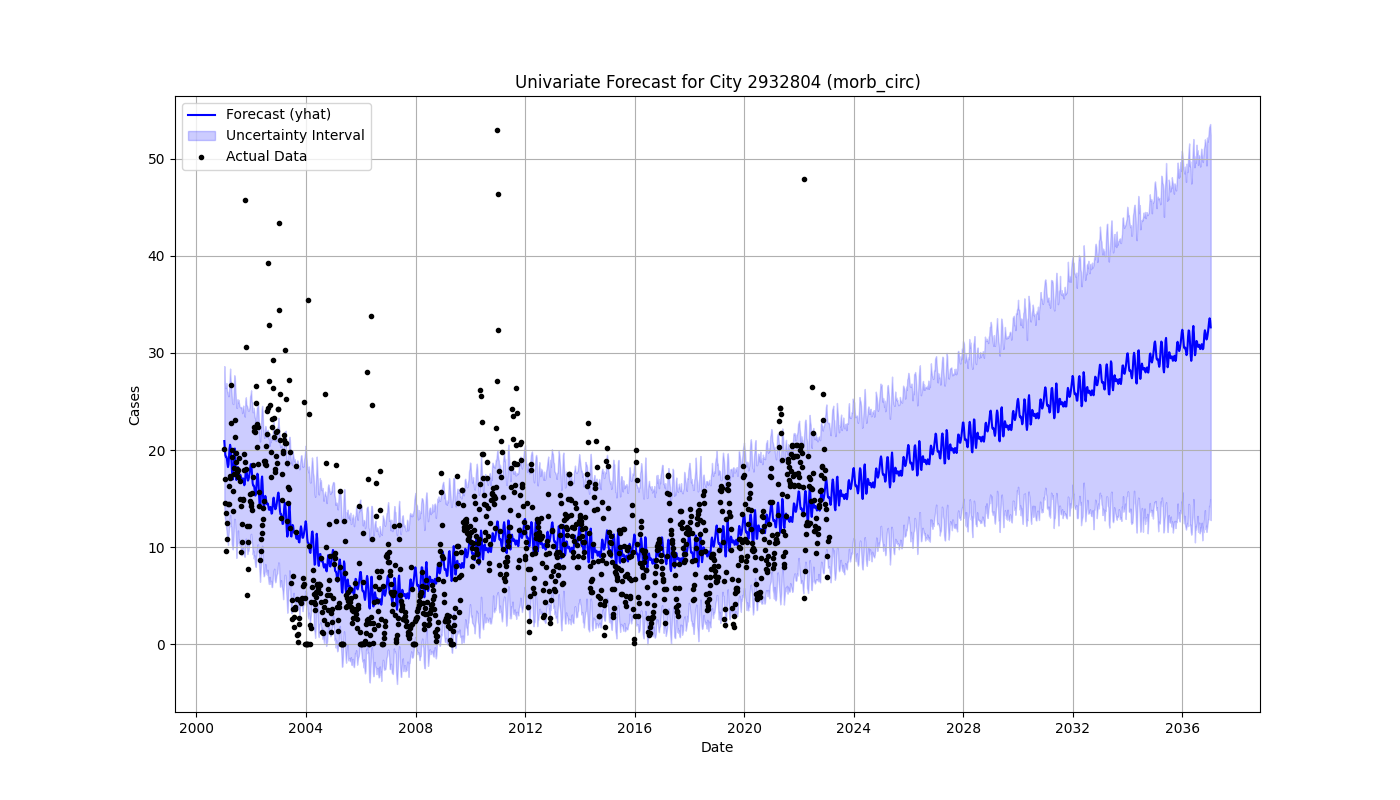 Univariate Forecast for City 2932804 (morb_circ)
Forecast (yhat)
Uncertainty Interval
Actual Data
Cases
50
40
30
20
10
0
2000 2004 2008 2012 2016 2020 2024 2028 2032 2036
Date